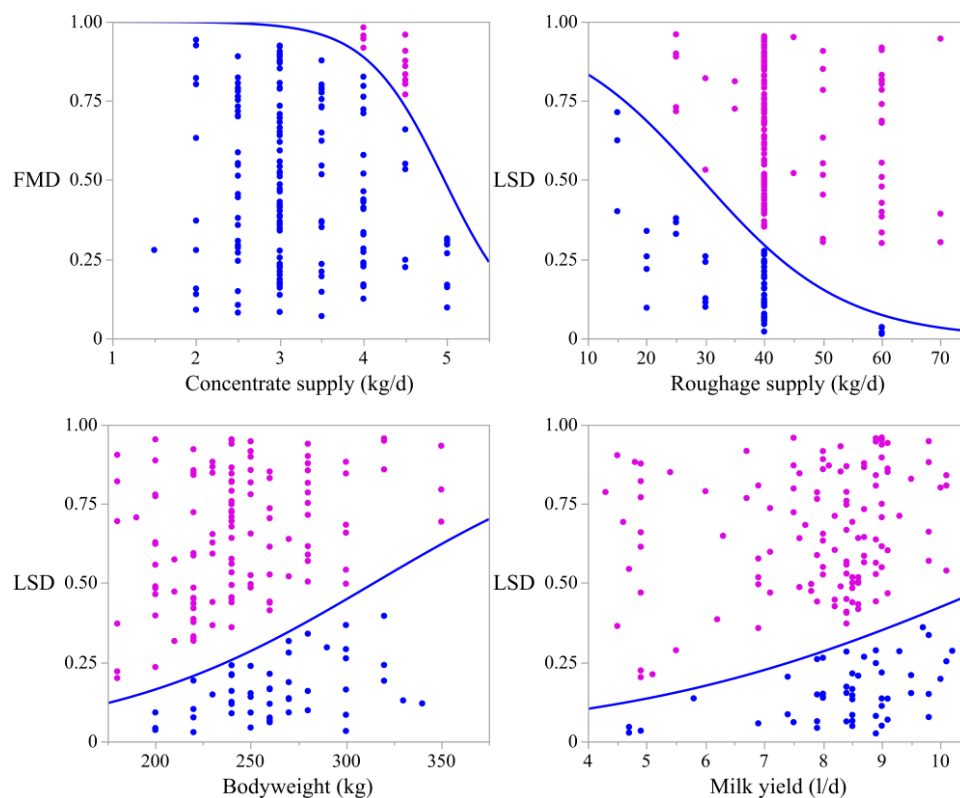 1.00
0.75
FMD 0.50
0.25
0
1 2 3 4 5
Concentrate supply (kg/d)
1.00
0.75
LSD 0.50
0.25
0
10 20 30 40 50 60 70
Roughage supply (kg/d)
1.00
0.75
LSD 0.50
0.25
0
200 250 300 350
Bodyweight (kg)
1.00
0.75
LSD 0.50
0.25
0
4 5 6 7 8 9 10
Milk yield (l/d)